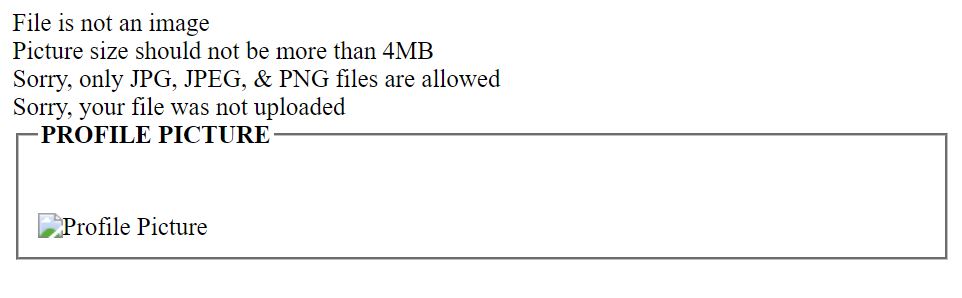 File is not an image
Picture size should not be more than 4MB
Sorry, only JPG, JPEG, & PNG files are allowed
Sorry, your file was not uploaded
PROFILE PICTURE
Profile Picture